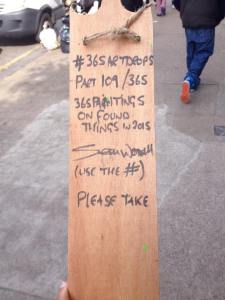 #365ARTDROPS
PART 109/365
365 PAINTINGS
ON FOUND
THINGS IN 2015
(USE THE #)
PLEASE TAKE